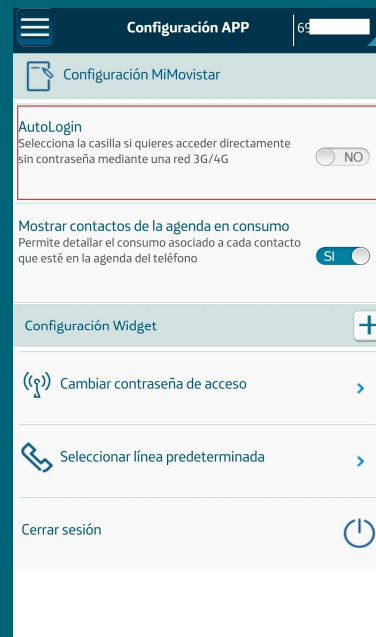 Configuración APP
69
Configuración MiMovistar
AutoLogin
Selecciona la casilla si quieres acceder directamente
sin contraseña mediante una red 3G/4G
NO
Mostrar contactos de la agenda en consumo
Permite detallar el consumo asociado a cada contacto
que esté en la agenda del teléfono
SI
Configuración Widget
Cambiar contraseña de acceso
Seleccionar línea predeterminada
Cerrar sesión